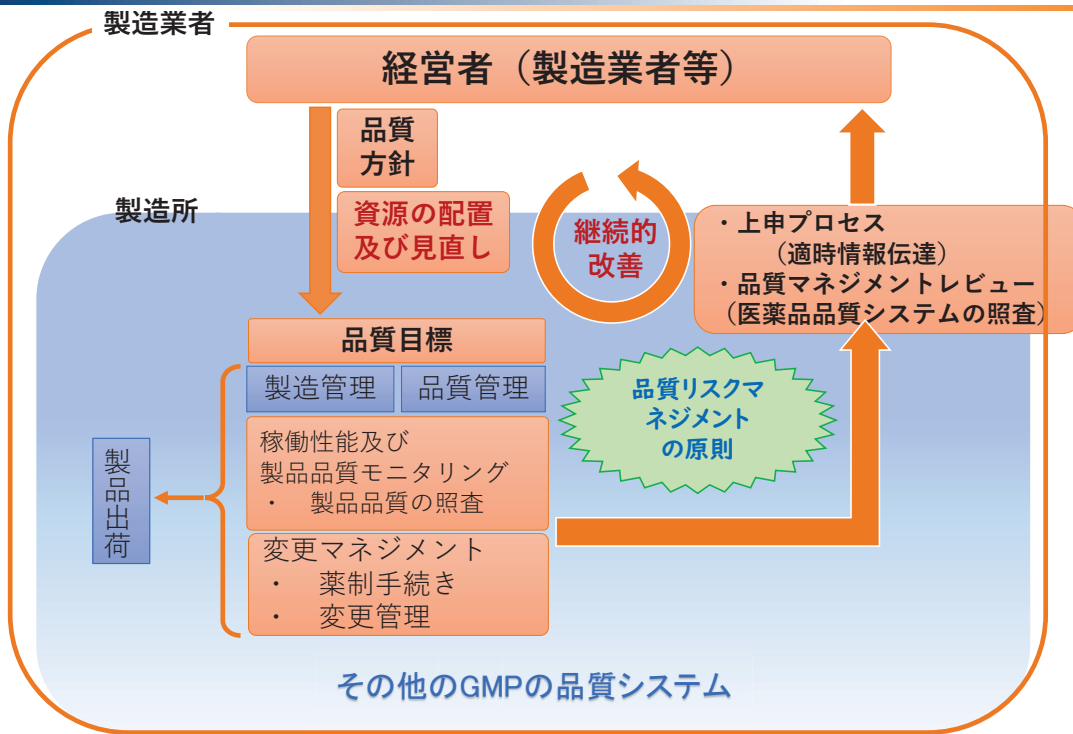 製造業者
経営者（製造業者等）
品質
方針
資源の配置
及び見直し
製造所
継続的
改善
・上申プロセス
（適時情報伝達）
・品質マネジメントレビュー
（医薬品品質システムの照査）
品質目標
製造管理
品質管理
品質リスクマ
ネジメント
の原則
稼働性能及び
製品品質モニタリング
・ 製品品質の照査
製品出荷
変更マネジメント
・ 薬制手続き
・ 変更管理
その他のGMPの品質システム